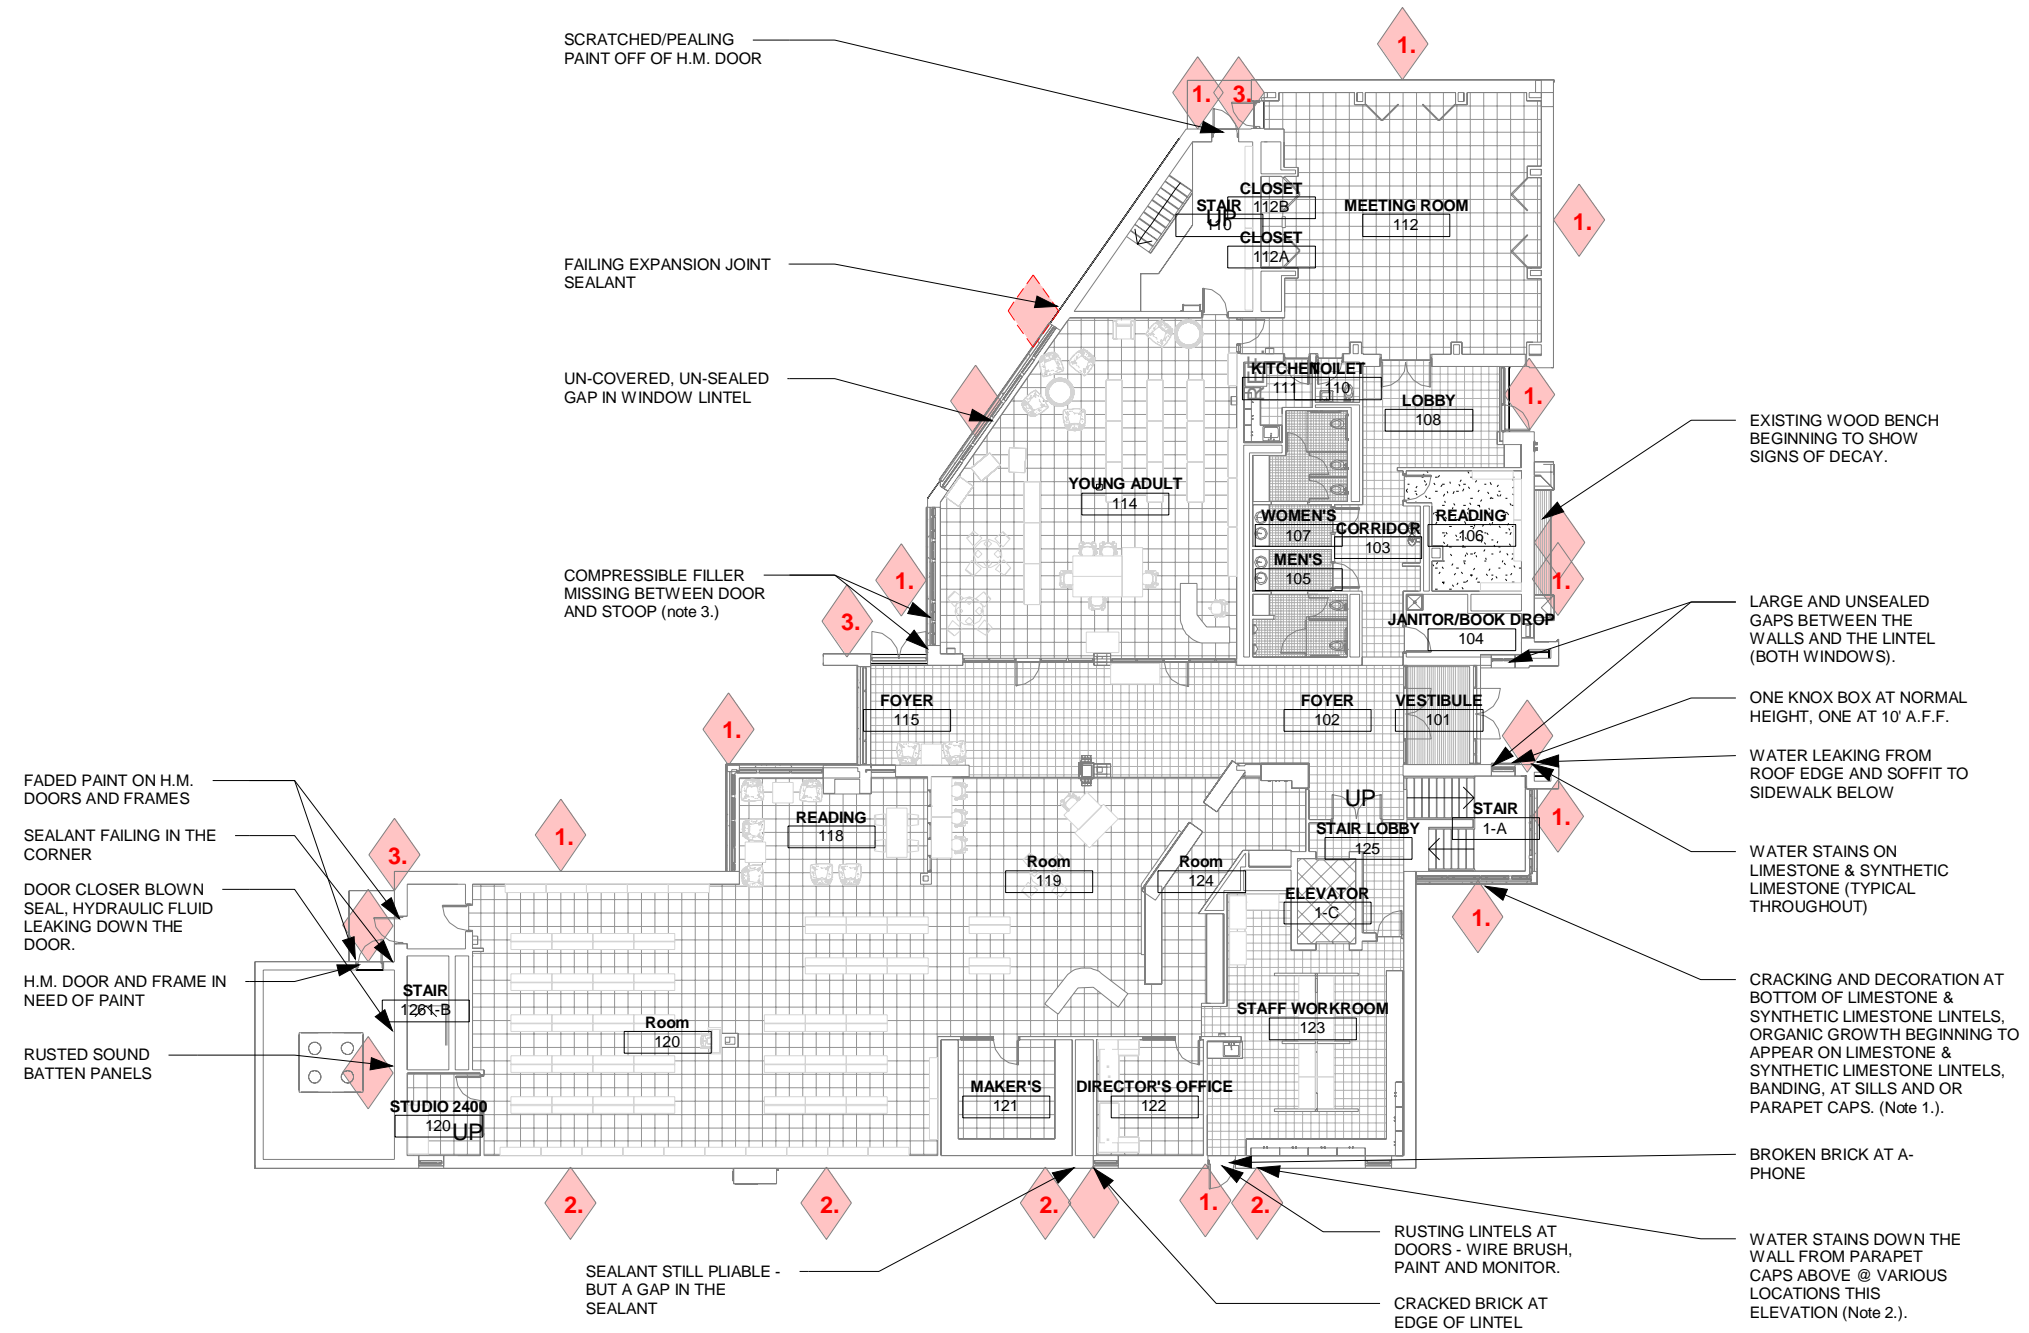 SCRATCHED/PEALING
PAINT OFF OF H.M. DOOR
FAILING EXPANSION JOINT
SEALANT
UN-COVERED, UN-SEALED
GAP IN WINDOW LINTEL
COMPRESSIBLE FILLER
MISSING BETWEEN DOOR
AND STOOP (note 3.)
FADED PAINT ON H.M.
DOORS AND FRAMES
SEALANT FAILING IN THE
CORNER
DOOR CLOSER BLOWN
SEAL, HYDRAULIC FLUID
LEAKING DOWN THE
DOOR.
H.M. DOOR AND FRAME IN
NEED OF PAINT
RUSTED SOUND
BATTEN PANELS
1.
1.
3.
1.
1.
1.
1.
3.
1.
1.
1.
3.
1.
2.
2.
2.
1.
2.
CLOSET
112B
STAIR
110
UP
CLOSET
112A
MEETING ROOM
112
KITCHEN
111
TOILET
110
LOBBY
108
YOUNG ADULT
114
WOMEN'S
107
CORRIDOR
103
READING
106
MEN'S
105
JANITOR/BOOK DROP
104
FOYER
115
FOYER
102
VESTIBULE
101
READING
118
Room
119
Room
124
UP
STAIR LOBBY
125
STAIR
1-A
ELEVATOR
1-C
STAFF WORKROOM
123
STAIR
1-B
Room
120
STUDIO 2400
120
UP
MAKER'S
121
DIRECTOR'S OFFICE
122
EXISTING WOOD BENCH
BEGINNING TO SHOW
SIGNS OF DECAY.
LARGE AND UNSEALED
GAPS BETWEEN THE
WALLS AND THE LINTEL
(BOTH WINDOWS).
ONE KNOX BOX AT NORMAL
HEIGHT, ONE AT 10' A.F.F.
WATER LEAKING FROM
ROOF EDGE AND SOFFIT TO
SIDEWALK BELOW
WATER STAINS ON
LIMESTONE & SYNTHETIC
LIMESTONE (TYPICAL
THROUGHOUT)
CRACKING AND DECORATION AT
BOTTOM OF LIMESTONE &
SYNTHETIC LIMESTONE LINTELS,
ORGANIC GROWTH BEGINNING TO
APPEAR ON LIMESTONE &
SYNTHETIC LIMESTONE LINTELS,
BANDING, AT SILLS AND OR
PARAPET CAPS. (Note 1.).
BROKEN BRICK AT A-
PHONE
WATER STAINS DOWN THE
WALL FROM PARAPET
CAPS ABOVE @ VARIOUS
LOCATIONS THIS
ELEVATION (Note 2.).
RUSTING LINTELS AT
DOORS - WIRE BRUSH,
PAINT AND MONITOR.
CRACKED BRICK AT
EDGE OF LINTEL
SEALANT STILL PLIABLE -
BUT A GAP IN THE
SEALANT